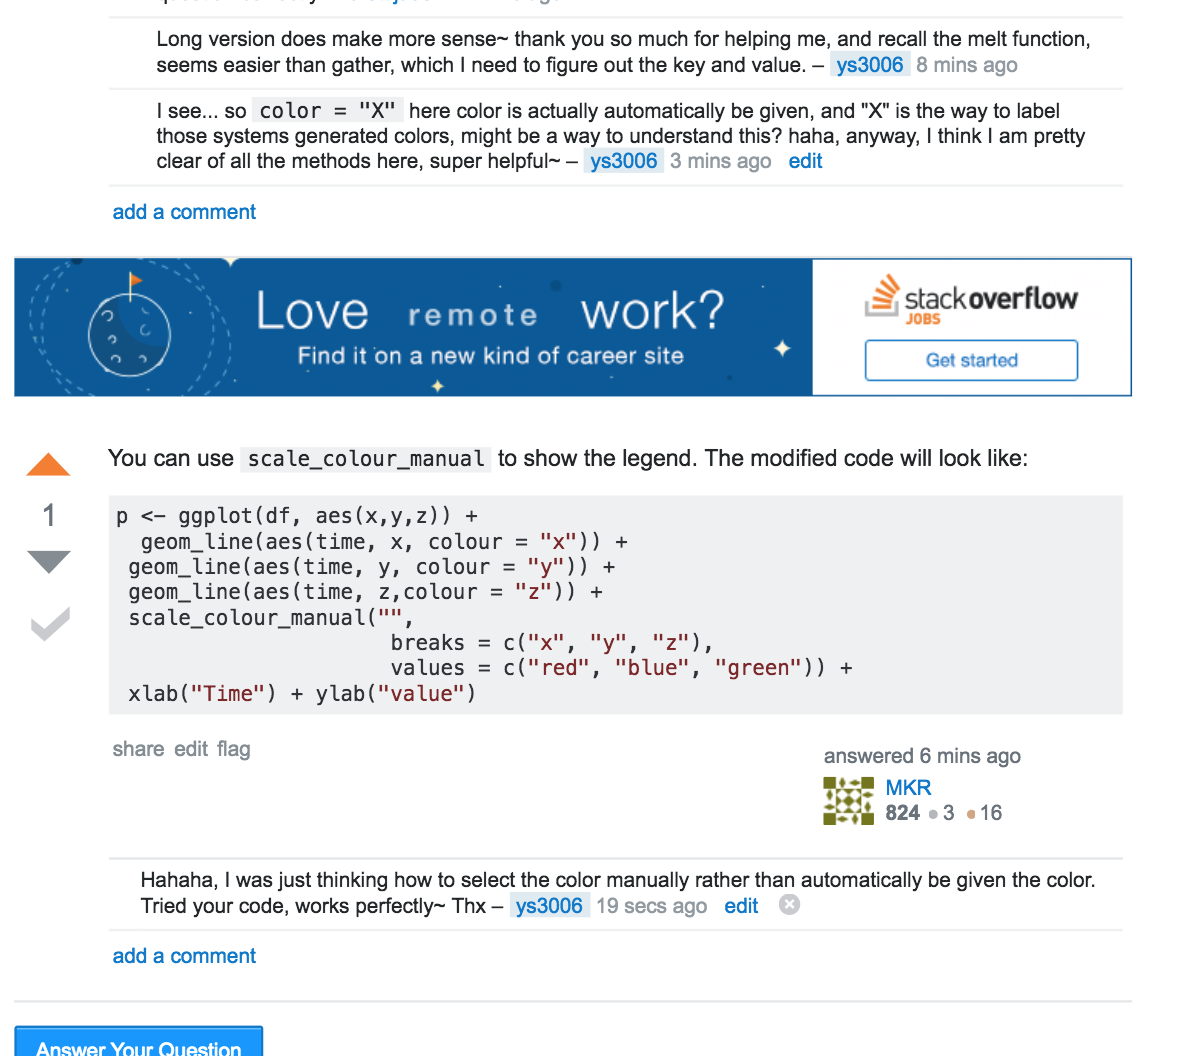 Long version does make more sense~ thank you so much for helping me, and recall the melt function,
seems easier than gather, which I need to figure out the key and value. – ys3006 8 mins ago
I see... so color = "X" here color is actually automatically be given, and "X" is the way to label
those systems generated colors, might be a way to understand this? haha, anyway, I think I am pretty
clear of all the methods here, super helpful~ – ys3006 3 mins ago edit
add a comment
Love remote work?
Find it on a new kind of career site
stackoverflow
JOBS
Get started
You can use scale_colour_manual to show the legend. The modified code will look like:
1
p <- ggplot(df, aes(x,y,z)) +
  geom_line(aes(time, x, colour = "x")) +
 geom_line(aes(time, y, colour = "y")) +
 geom_line(aes(time, z,colour = "z")) +
 scale_colour_manual("",
                      breaks = c("x", "y", "z"),
                      values = c("red", "blue", "green")) +
 xlab("Time") + ylab("value")
share edit flag
answered 6 mins ago
MKR
824 ● 3 ● 16
Hahaha, I was just thinking how to select the color manually rather than automatically be given the color.
Tried your code, works perfectly~ Thx – ys3006 19 secs ago edit
add a comment
Answer Your Question